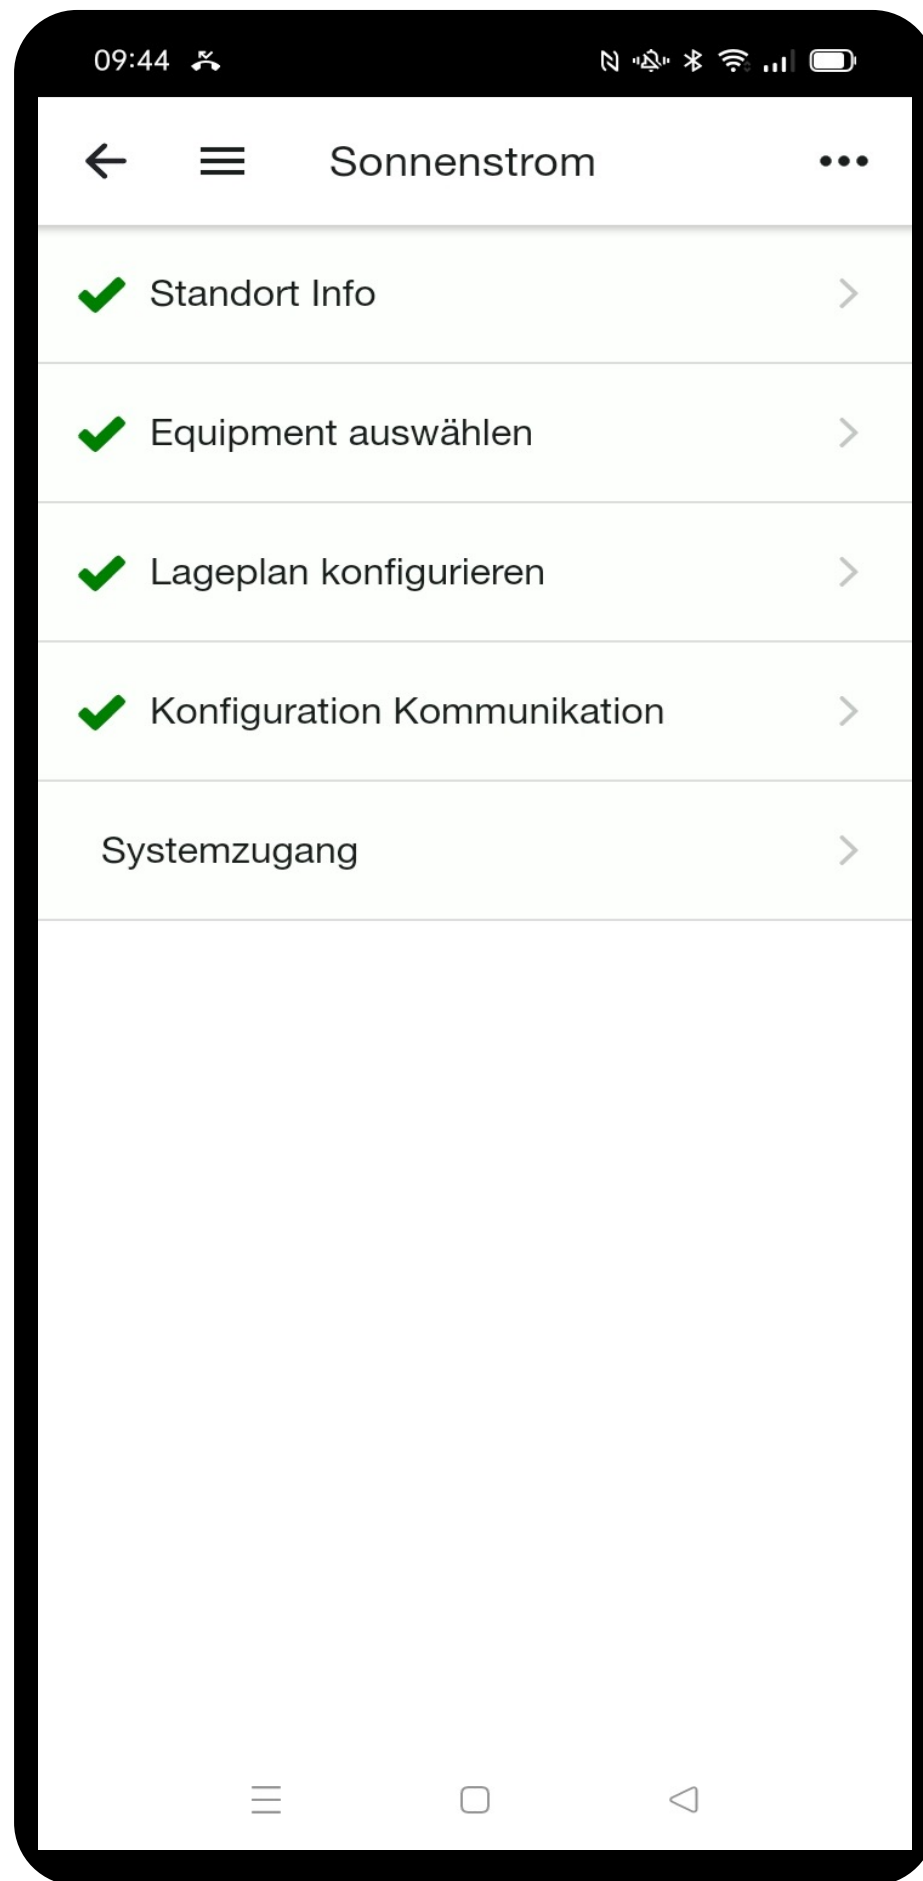 09:44
Sonnenstrom
Standort Info
Equipment auswählen
Lageplan konfigurieren
Konfiguration Kommunikation
Systemzugang